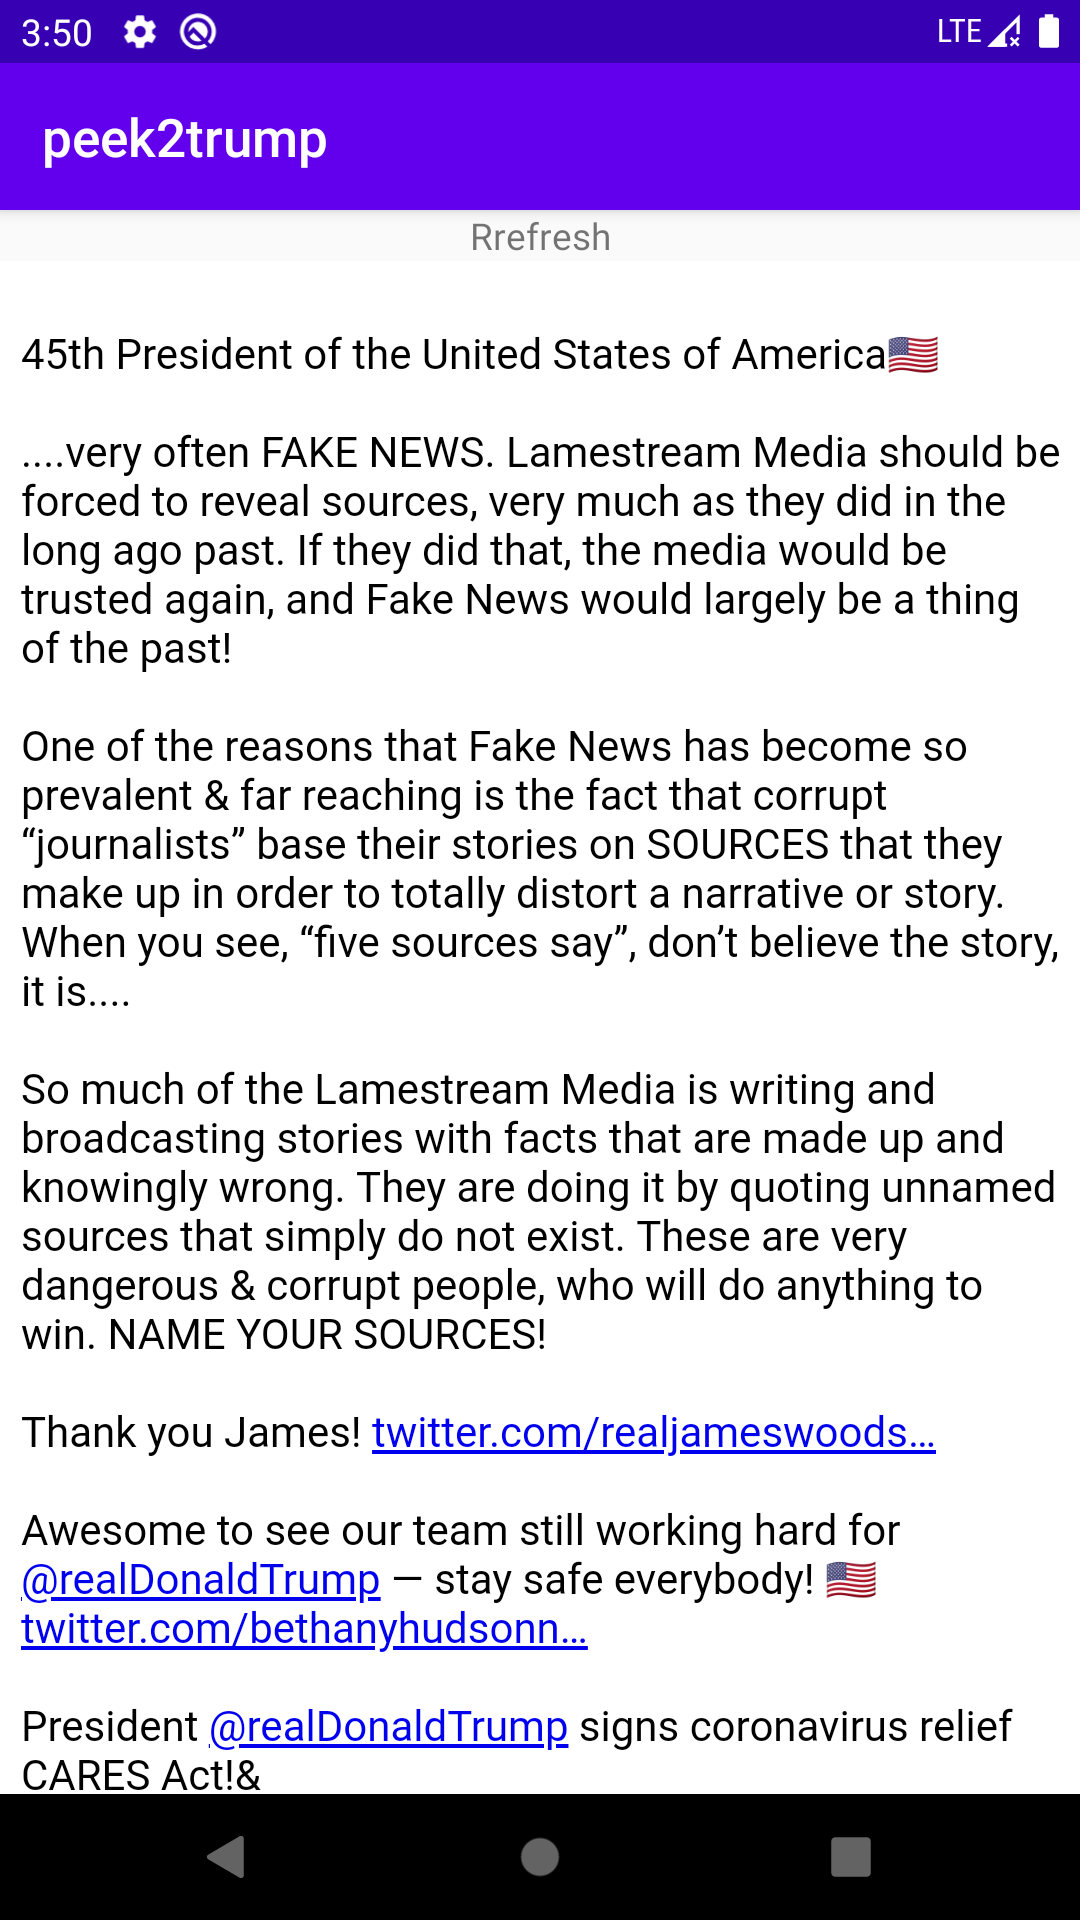 3:50 LTE
peek2trump
Rrefresh
45th President of the United States of America🇺🇸
....very often FAKE NEWS. Lamestream Media should be
forced to reveal sources, very much as they did in the
long ago past. If they did that, the media would be
trusted again, and Fake News would largely be a thing
of the past!
One of the reasons that Fake News has become so
prevalent & far reaching is the fact that corrupt
“journalists” base their stories on SOURCES that they
make up in order to totally distort a narrative or story.
When you see, “five sources say”, don’t believe the story,
it is....
So much of the Lamestream Media is writing and
broadcasting stories with facts that are made up and
knowingly wrong. They are doing it by quoting unnamed
sources that simply do not exist. These are very
dangerous & corrupt people, who will do anything to
win. NAME YOUR SOURCES!
Thank you James! twitter.com/realjameswoods…
Awesome to see our team still working hard for
@realDonaldTrump — stay safe everybody! 🇺🇸
twitter.com/bethanyhudsonn…
President @realDonaldTrump signs coronavirus relief
CARES Act!&